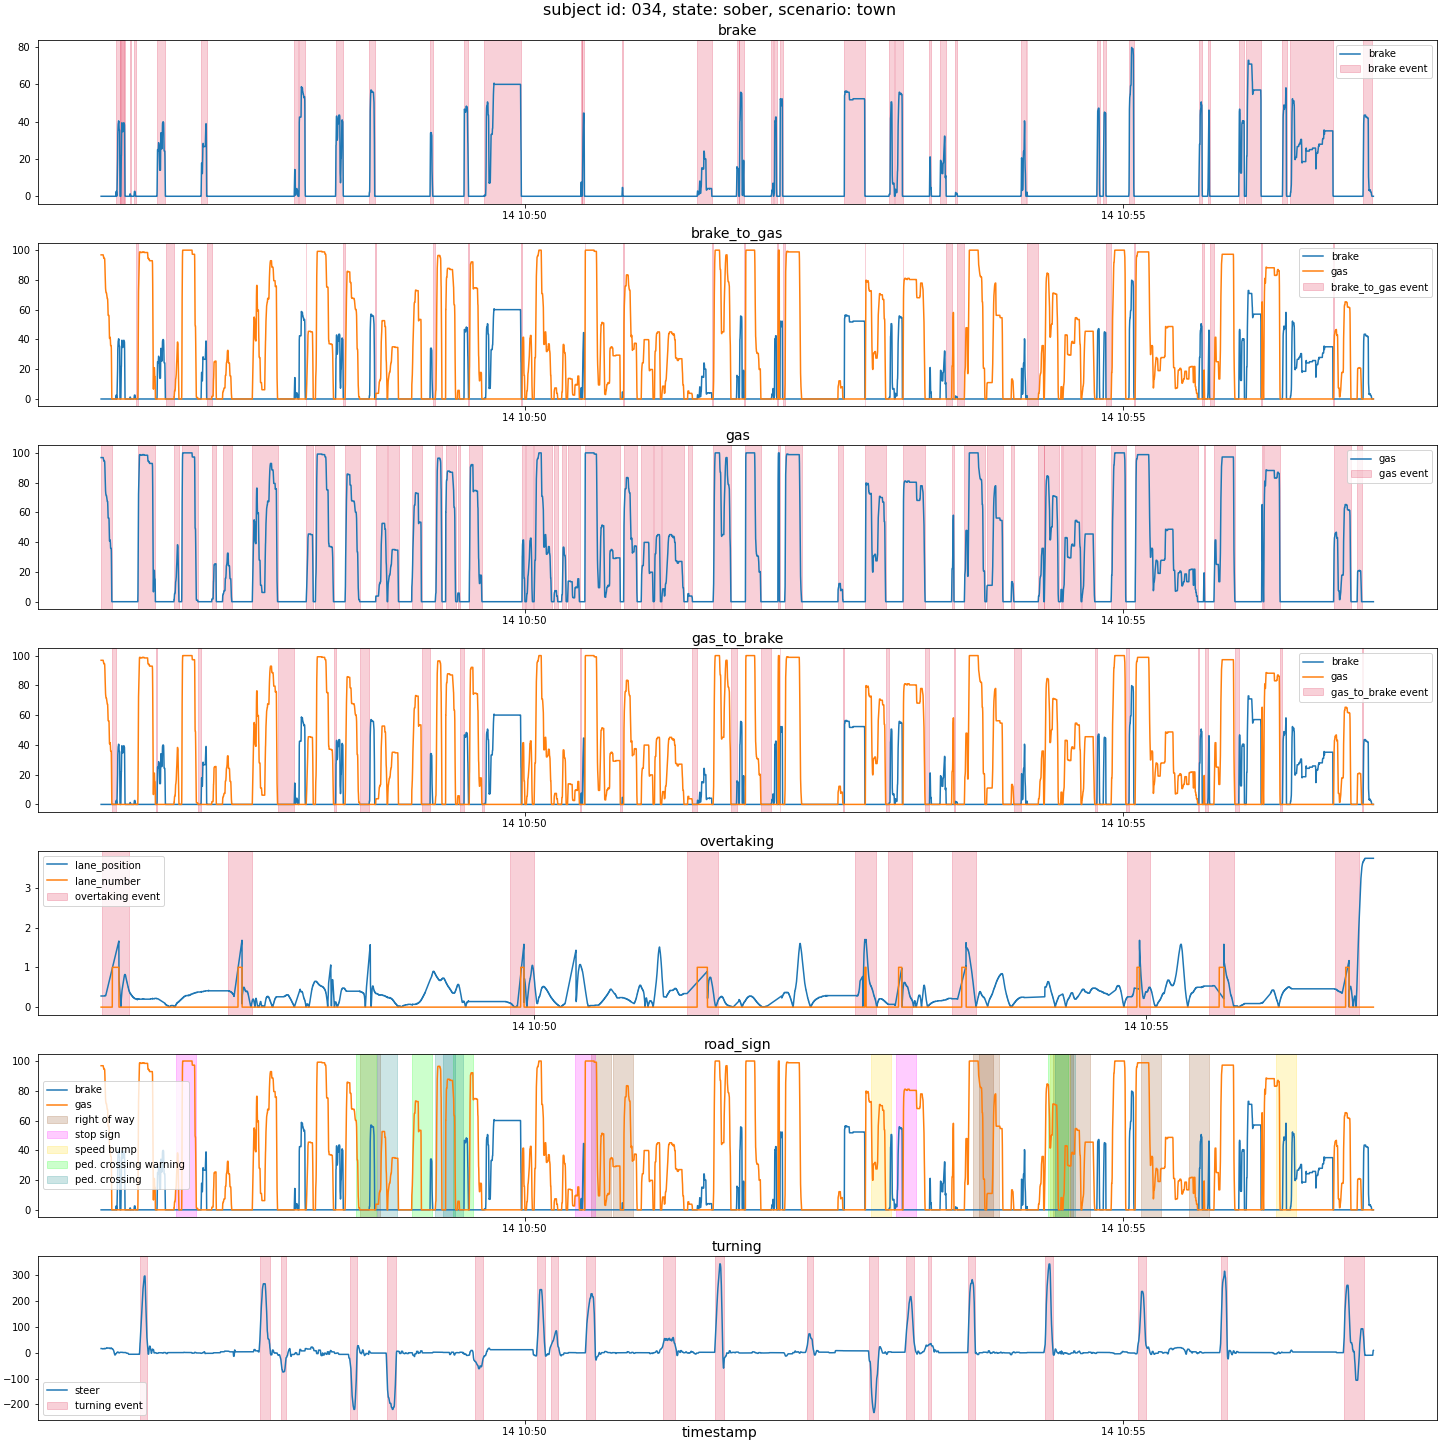 subject id: 034, state: sober, scenario: town
brake
80
60
40
20
0
brake
brake event
14 10:50
14 10:55
brake_to_gas
100
80
60
40
20
0
brake
gas
brake_to_gas event
14 10:50
14 10:55
gas
100
80
60
40
20
0
gas
gas event
14 10:50
14 10:55
gas_to_brake
100
80
60
40
20
0
brake
gas
gas_to_brake event
14 10:50
14 10:55
overtaking
3
2
1
0
lane_position
lane_number
overtaking event
14 10:50
14 10:55
road_sign
100
80
60
40
20
0
brake
gas
right of way
stop sign
speed bump
ped. crossing warning
ped. crossing
14 10:50
14 10:55
turning
300
200
100
0
−100
−200
steer
turning event
14 10:50
14 10:55
timestamp